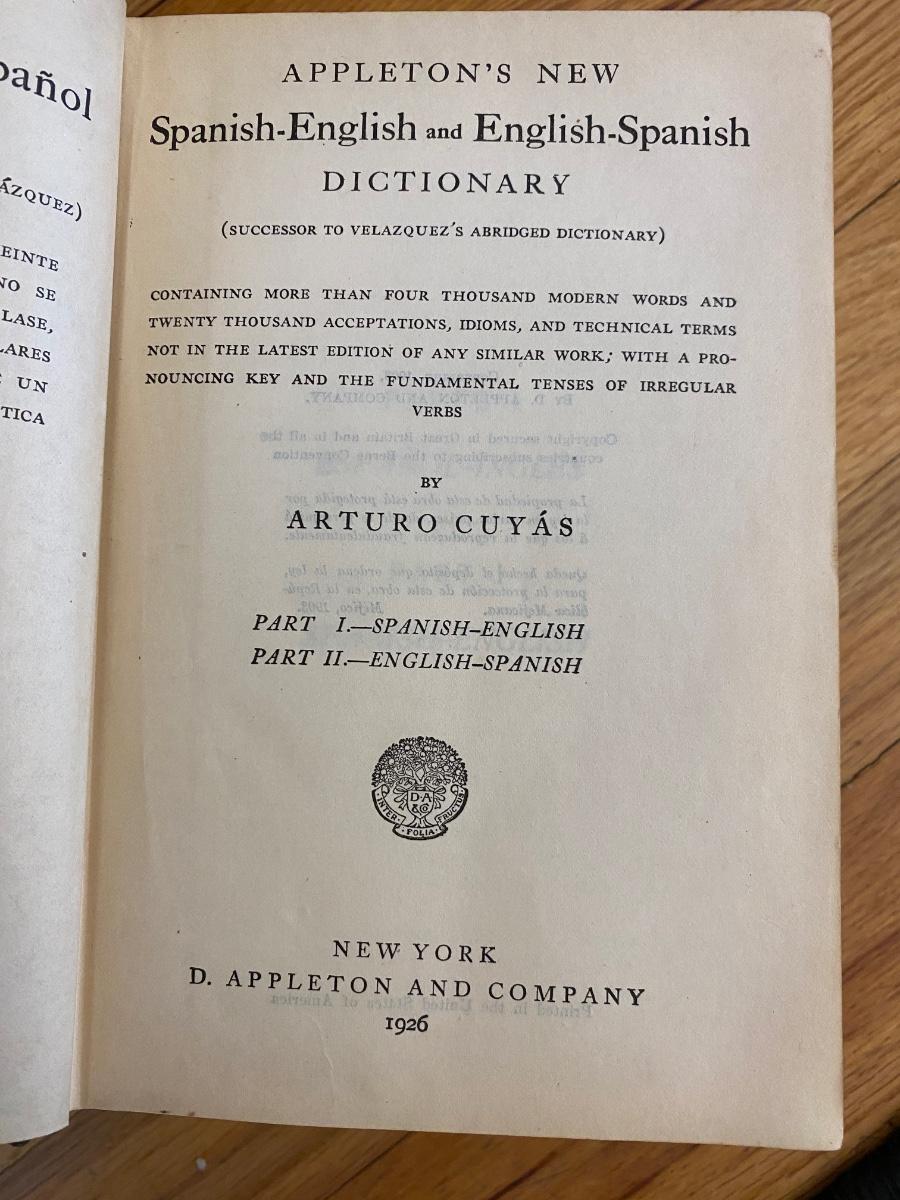 pañol
ÁZQUEZ)
EINTE
NO SE
LASE,
LARES
UN
TICA
APPLETON'S NEW
Spanish-English and English-Spanish
DICTIONARY
(SUCCESSOR TO VELAZQUEZ'S ABRIDGED DICTIONARY)
CONTAINING MORE THAN FOUR THOUSAND MODERN WORDS AND
TWENTY THOUSAND ACCEPTATIONS, IDIOMS, AND TECHNICAL TERMS
NOT IN THE LATEST EDITION OF ANY SIMILAR WORK; WITH A PRO-
NOUNCING KEY AND THE FUNDAMENTAL TENSES OF IRREGULAR
VERBS
BY
ARTURO CUYÁS
PART I.—SPANISH-ENGLISH
PART II.—ENGLISH-SPANISH
D·A
&CO
·INTER·
·FOLIA·
FRUCTUS·
NEW YORK
D. APPLETON AND COMPANY
1926